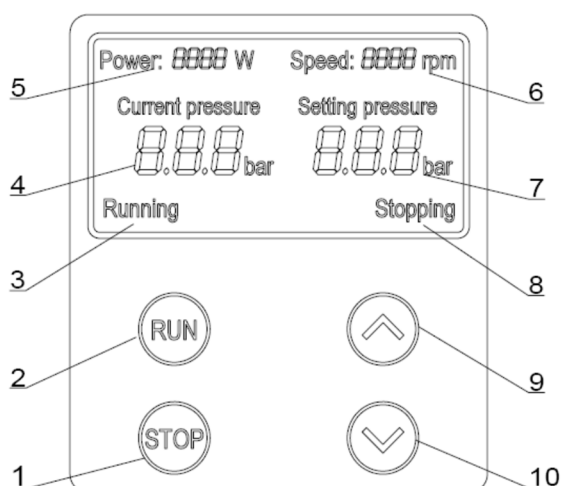 Power: 8888 W Speed: 8888 rpm
5 6
Current pressure Setting pressure
8.8.8 bar 8.8.8 bar
4 7
Running Stopping
3 8
RUN
2 9
STOP
1 10